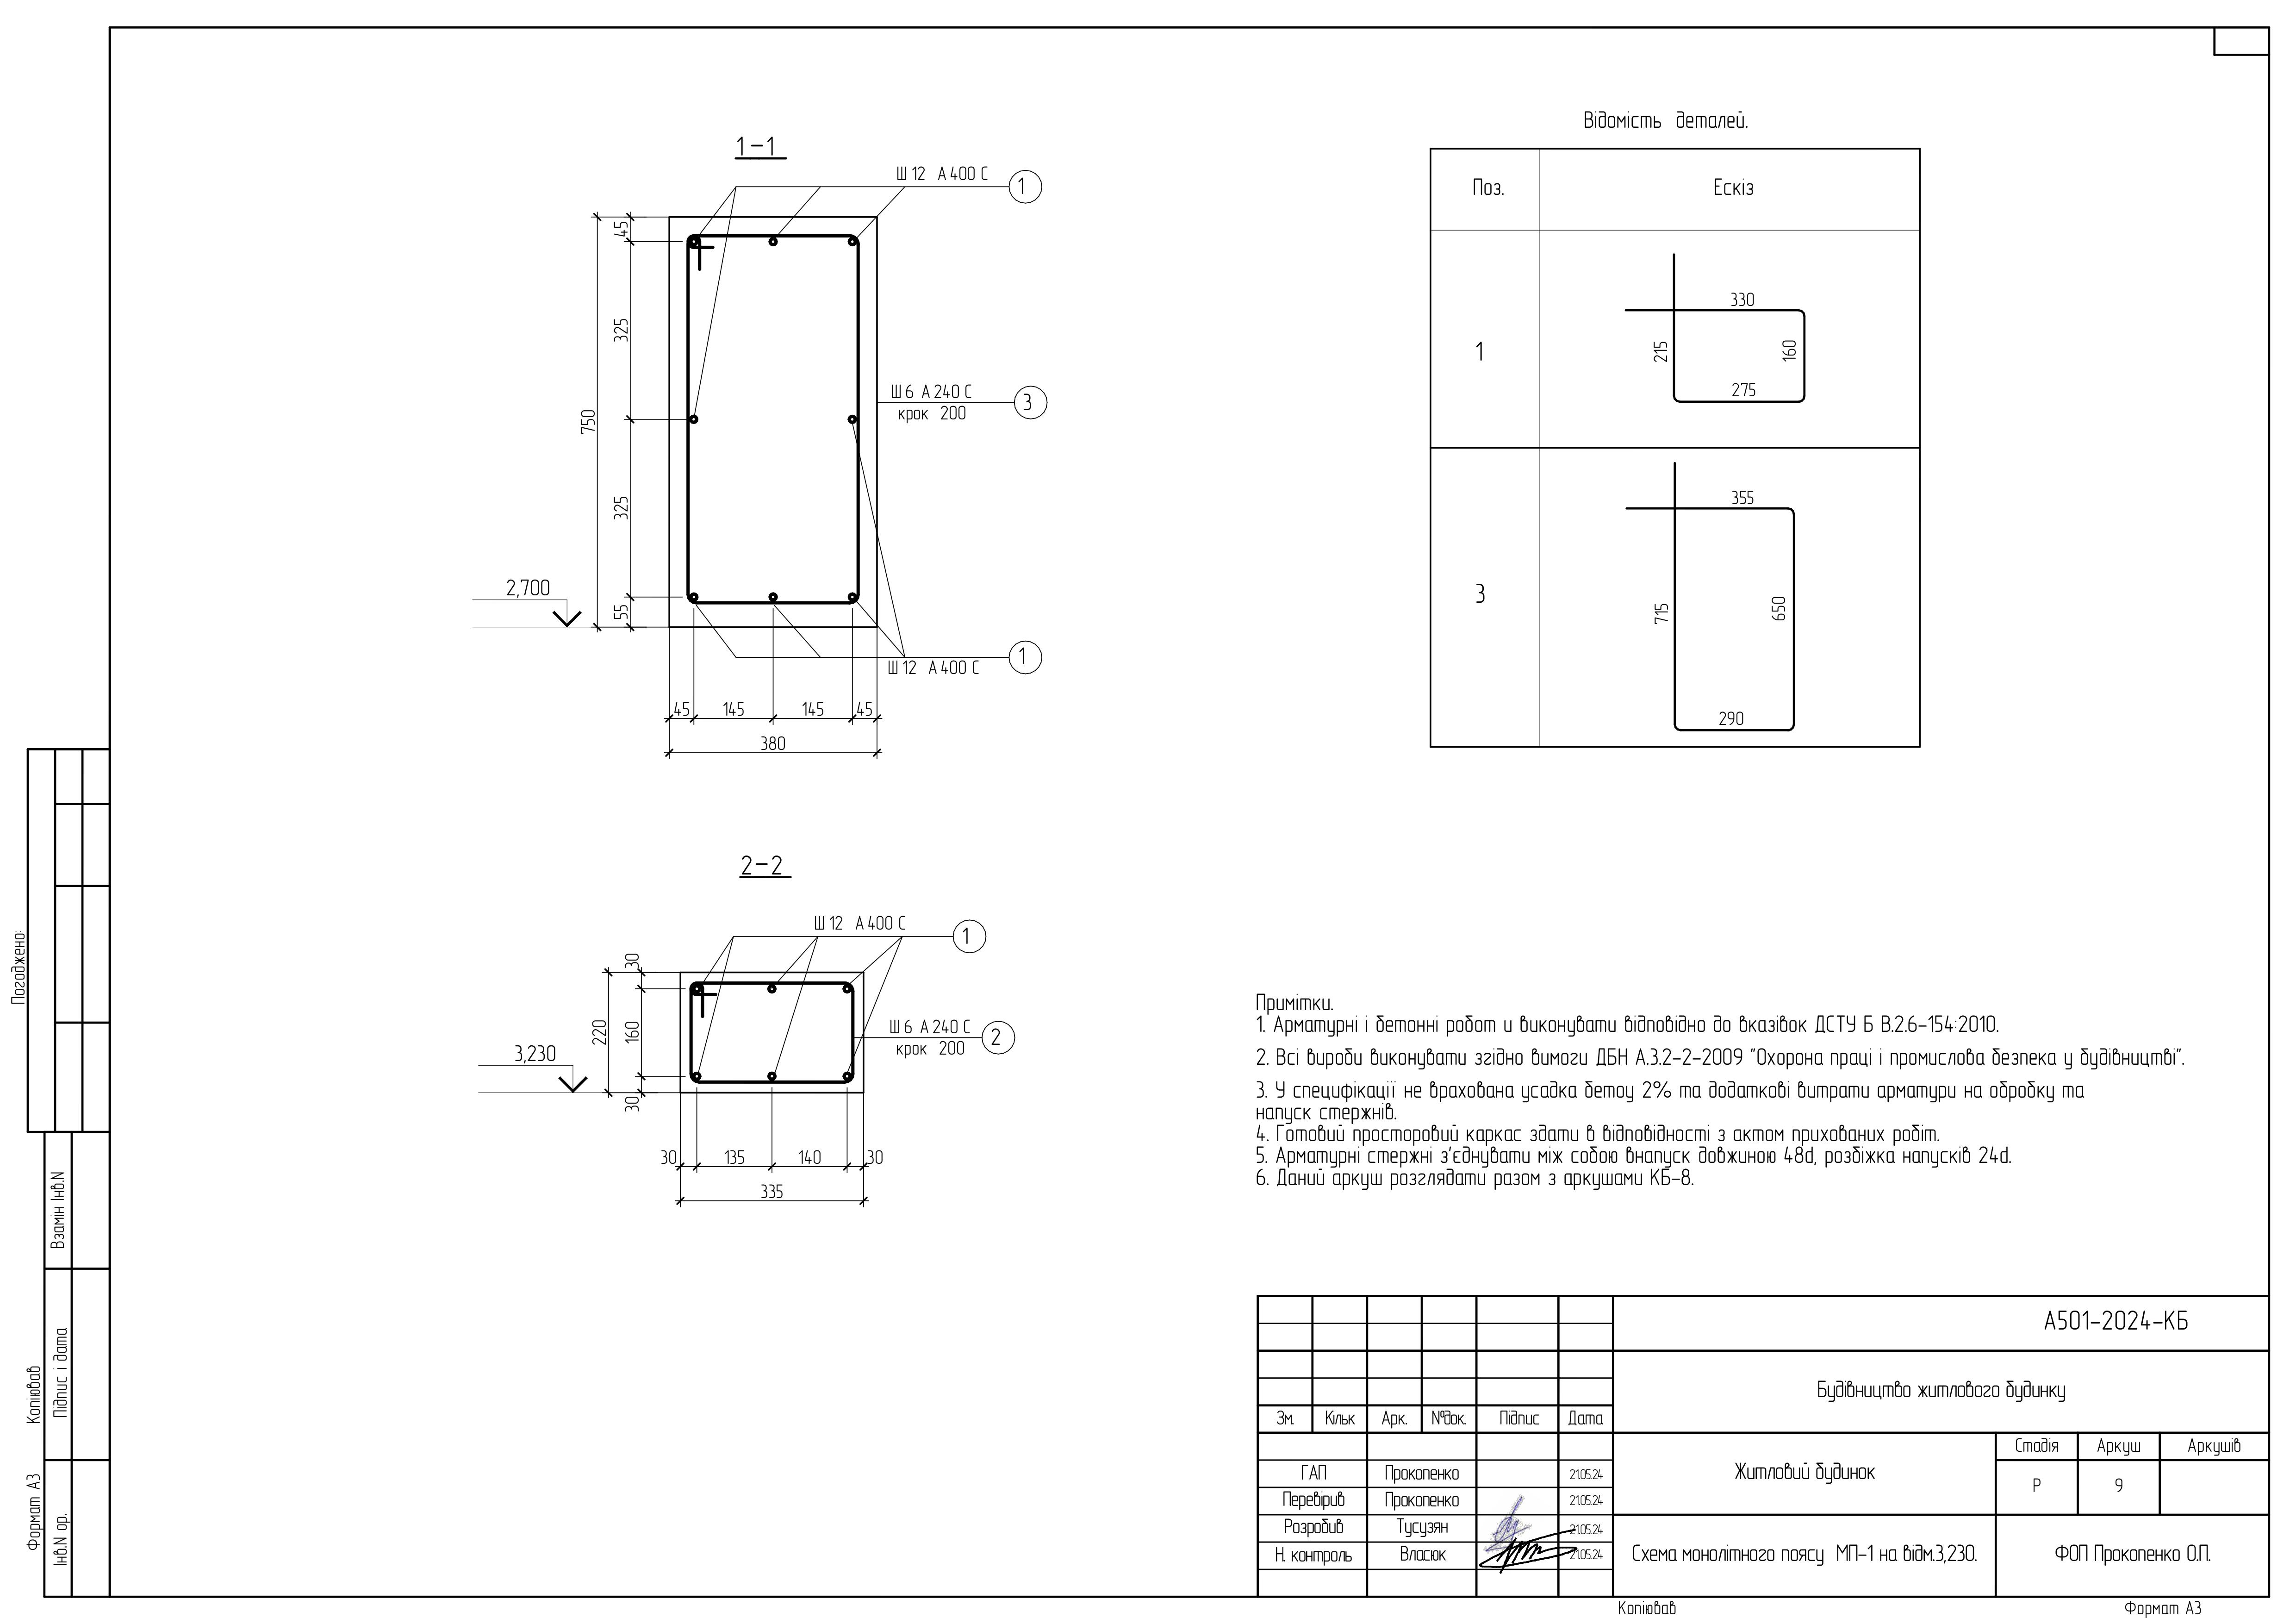 1-1
Ш 12 А 400 С
1
45
325
750
325
55
2,700
Ш 6 А 240 С
3
крок 200
Ш 12 А 400 С
1
45 145 145 45
380
2-2
Ш 12 А 400 С
1
30
160
220
30
3,230
Ш 6 А 240 С
2
крок 200
30 135 140 30
335
Відомість деталей.
Поз. Ескіз
1
330
215
160
275
3
355
715
650
290
Примітки.
1. Арматурні і бетонні робот и виконувати відповідно до вказівок ДСТУ Б В.2.6-154:2010.
2. Всі вироби виконувати згідно вимоги ДБН А.3.2-2-2009 "Охорона праці і промислова безпека у будівництві".
3. У специфікації не врахована усадка бетоу 2% та додаткові витрати арматури на обробку та
напуск стержнів.
4. Готовий просторовий каркас здати в відповідності з актом прихованих робіт.
5. Арматурні стержні з'єднувати між собою внапуск довжиною 48d, розбіжка напусків 24d.
6. Даний аркуш розглядати разом з аркушами КБ-8.
А501-2024-КБ
Будівництво житлового будинку
Зм. Кільк Арк. №док. Підпис Дата
Житловий будинок
Стадія Аркуш Аркушів
Р 9
ГАП Прокопенко 21.05.24
Перевірив Прокопенко 21.05.24
Розробив Тусузян 21.05.24
Н. контроль Власюк 21.05.24
Схема монолітного поясу МП-1 на відм.3,230.
ФОП Прокопенко О.П.
Копіював Формат А3
Погоджено:
Взамін Інв.N
Підпис і дата
Інв.N ор.
Копіював
Формат А3